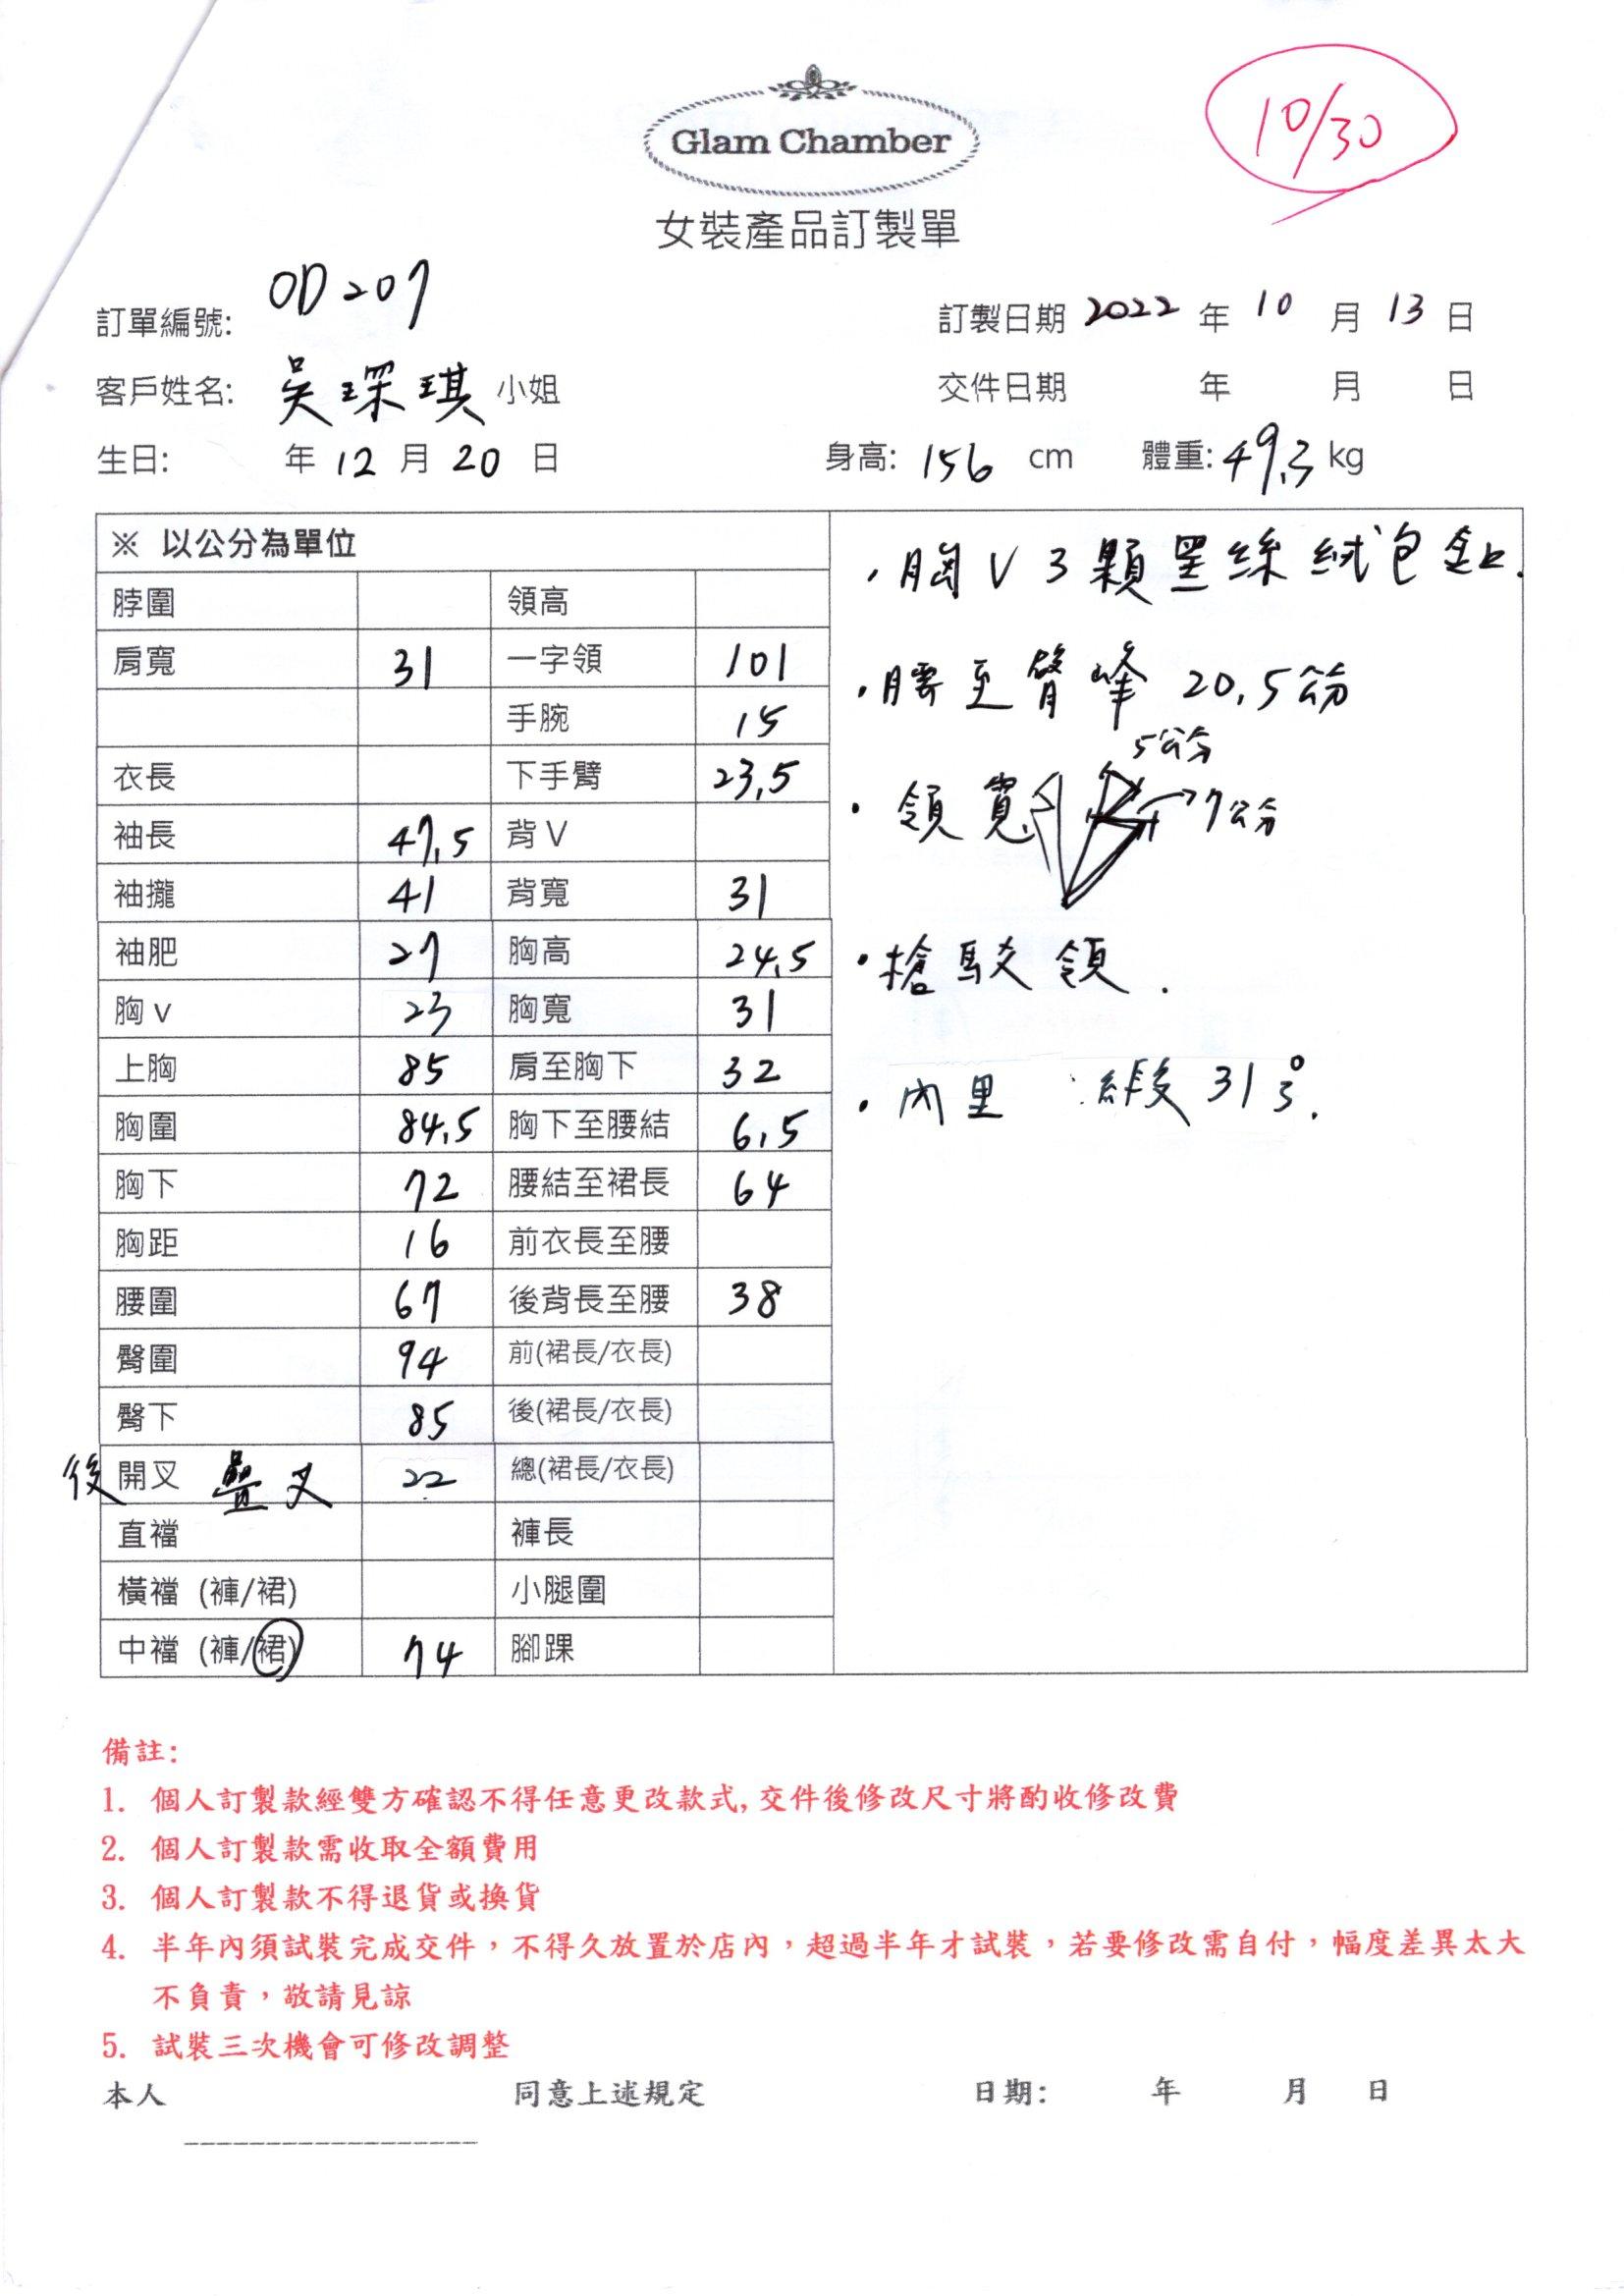 10/30
Glam Chamber
女裝產品訂製單
訂單編號: OD207
訂製日期 2022 年 10 月 13 日
客戶姓名: 吳琛琪 小姐
交件日期 年 月 日
生日: 年 12 月 20 日 身高: 156 cm 體重: 49.3 kg
※ 以公分為單位
脖圍 領高
肩寬 31 一字領 101
手腕 15
衣長 下手臂 23.5
袖長 47.5 背V
袖攏 41 背寬 31
袖肥 27 胸高 24.5
胸v 23 胸寬 31
上胸 85 肩至胸下 32
胸圍 84.5 胸下至腰結 6.5
胸下 72 腰結至裙長 64
胸距 16 前衣長至腰
腰圍 67 後背長至腰 38
臀圍 94 前(裙長/衣長)
臀下 85 後(裙長/衣長)
後 開叉 疊叉 22 總(裙長/衣長)
直襠 褲長
橫襠 (褲/裙) 小腿圍
中襠 (褲/裙) 74 腳踝
· 胸V 3顆黑絲絨包釦.
· 腰至臀峰 20.5公分
5公分
· 領寬 7公分
· 槍駁領.
· 內里 : 緞 31
備註:
1. 個人訂製款經雙方確認不得任意更改款式,交件後修改尺寸將酌收修改費
2. 個人訂製款需收取全額費用
3. 個人訂製款不得退貨或換貨
4. 半年內須試裝完成交件，不得久放置於店內，超過半年才試裝，若要修改需自付，幅度差異太大
不負責，敬請見諒
5. 試裝三次機會可修改調整
本人 同意上述規定 日期: 年 月 日